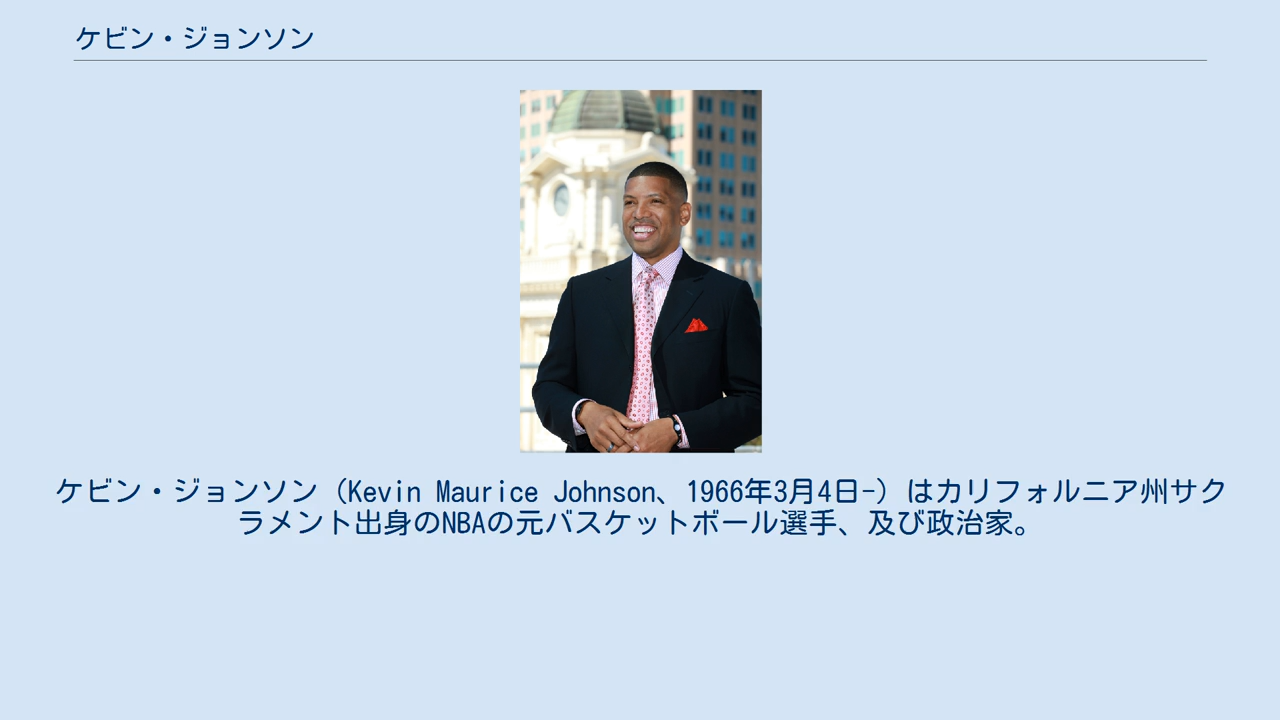 ケビン・ジョンソン
ケビン・ジョンソン（Kevin Maurice Johnson、1966年3月4日-）はカリフォルニア州サク
ラメント出身のNBAの元バスケットボール選手、及び政治家。